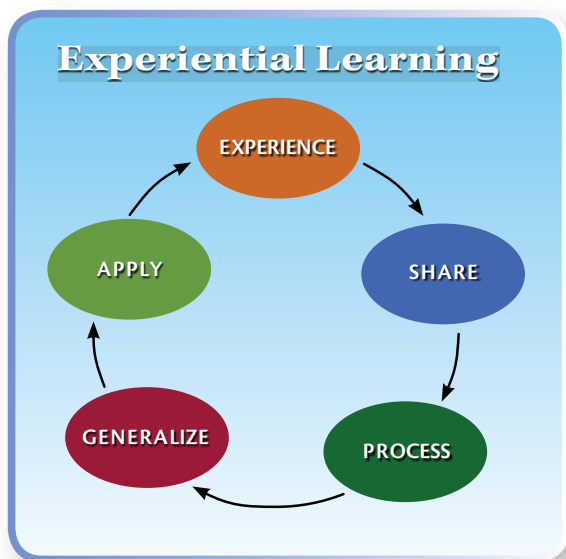 Experiential Learning
EXPERIENCE
SHARE
PROCESS
GENERALIZE
APPLY